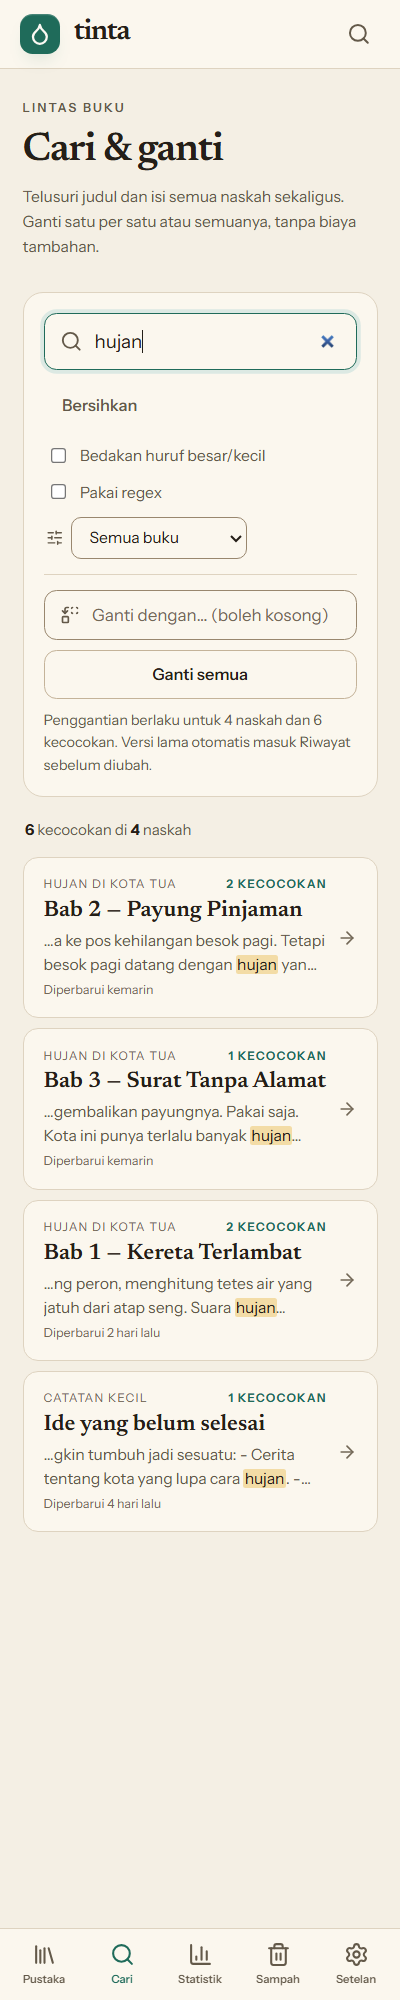 tinta
LINTAS BUKU
Cari & ganti
Telusuri judul dan isi semua naskah sekaligus.
Ganti satu per satu atau semuanya, tanpa biaya
tambahan.
hujan
Bersihkan
Bedakan huruf besar/kecil
Pakai regex
Semua buku
Ganti dengan... (boleh kosong)
Ganti semua
Penggantian berlaku untuk 4 naskah dan 6
kecocokan. Versi lama otomatis masuk Riwayat
sebelum diubah.
6 kecocokan di 4 naskah
HUJAN DI KOTA TUA 2 KECOCOKAN
Bab 2 — Payung Pinjaman
...a ke pos kehilangan besok pagi. Tetapi
besok pagi datang dengan hujan yan...
Diperbarui kemarin
HUJAN DI KOTA TUA 1 KECOCOKAN
Bab 3 — Surat Tanpa Alamat
...gembalikan payungnya. Pakai saja.
Kota ini punya terlalu banyak hujan...
Diperbarui kemarin
HUJAN DI KOTA TUA 2 KECOCOKAN
Bab 1 — Kereta Terlambat
...ng peron, menghitung tetes air yang
jatuh dari atap seng. Suara hujan...
Diperbarui 2 hari lalu
CATATAN KECIL 1 KECOCOKAN
Ide yang belum selesai
...gkin tumbuh jadi sesuatu: - Cerita
tentang kota yang lupa cara hujan. -...
Diperbarui 4 hari lalu
Pustaka Cari Statistik Sampah Setelan